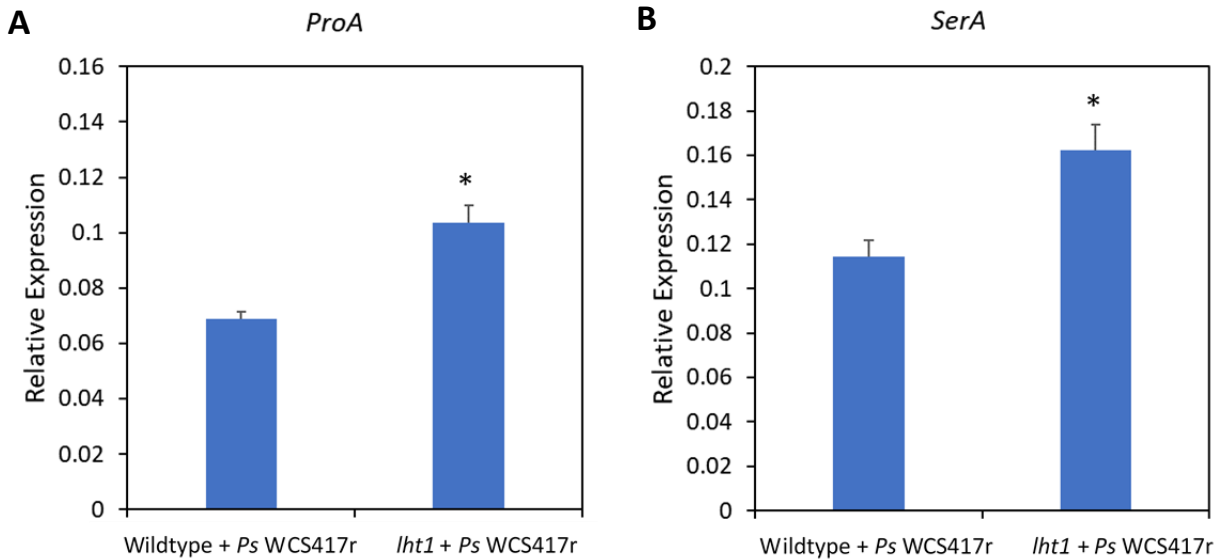 A
ProA
0.16
0.14
0.12
0.1
0.08
0.06
0.04
0.02
0
Relative Expression
*
Wildtype + Ps WCS417r
lht1 + Ps WCS417r
B
SerA
0.2
0.18
0.16
0.14
0.12
0.1
0.08
0.06
0.04
0.02
0
Relative Expression
*
Wildtype + Ps WCS417r
lht1 + Ps WCS417r